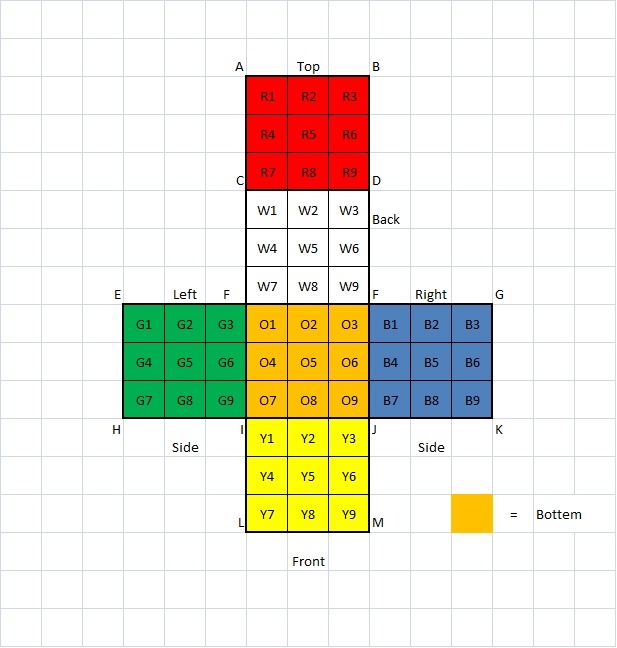 A Top B
R1 R2 R3
R4 R5 R6
R7 R8 R9
C D
W1 W2 W3
Back
W4 W5 W6
W7 W8 W9
E Left F F Right G
G1 G2 G3 O1 O2 O3 B1 B2 B3
G4 G5 G6 O4 O5 O6 B4 B5 B6
G7 G8 G9 O7 O8 O9 B7 B8 B9
H I J K
Y1 Y2 Y3
Side Side
Y4 Y5 Y6
Y7 Y8 Y9 = Bottem
L M
Front